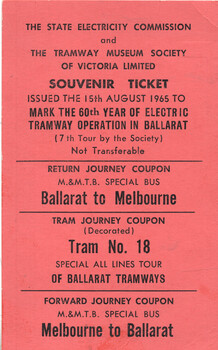 THE STATE ELECTRICITY COMMISSION
and
THE TRAMWAY MUSEUM SOCIETY
OF VICTORIA LIMITED
SOUVENIR TICKET
ISSUED THE 15th AUGUST 1965 TO
MARK THE 60th YEAR OF ELECTRIC
TRAMWAY OPERATION IN BALLARAT
(7th Tour by the Society)
Not Transferable
RETURN JOURNEY COUPON
M.&M.T.B. SPECIAL BUS
Ballarat to Melbourne
TRAM JOURNEY COUPON
(Decorated)
Tram No. 18
SPECIAL ALL LINES TOUR
OF BALLARAT TRAMWAYS
FORWARD JOURNEY COUPON
M.&M.T.B. SPECIAL BUS
Melbourne to Ballarat